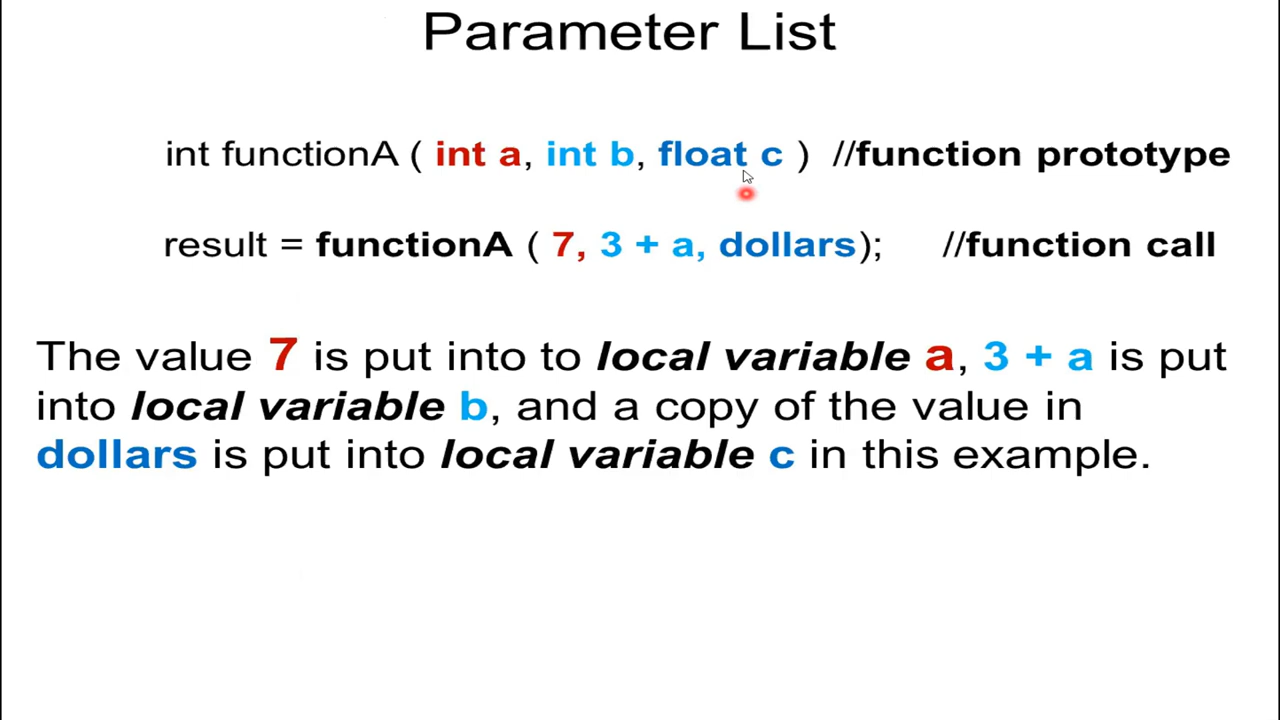 Parameter List
int functionA ( int a, int b, float c ) //function prototype
result = functionA ( 7, 3 + a, dollars); //function call
The value 7 is put into to local variable a, 3 + a is put
into local variable b, and a copy of the value in
dollars is put into local variable c in this example.